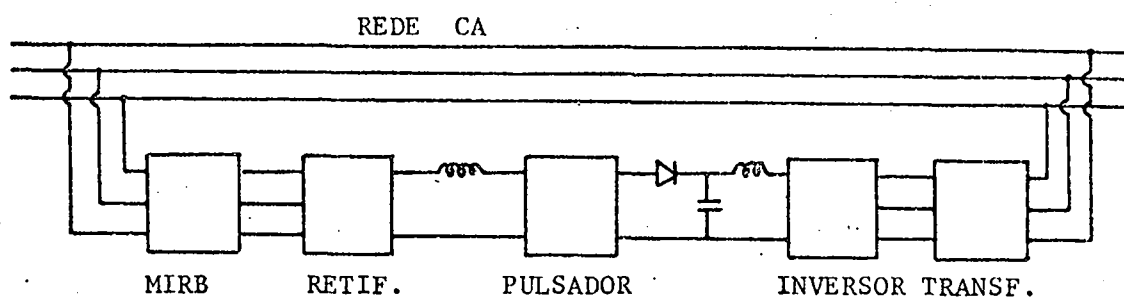 REDE CA
MIRB RETIF. PULSADOR INVERSOR TRANSF.